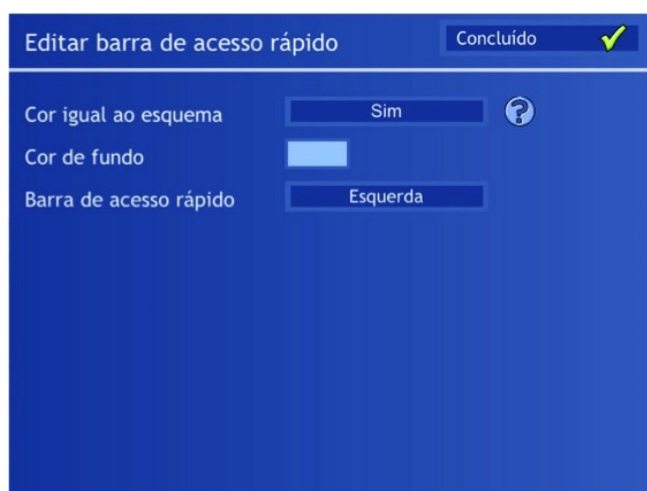 Editar barra de acesso rápido
Concluído
Cor igual ao esquema
Sim
?
Cor de fundo
Barra de acesso rápido
Esquerda